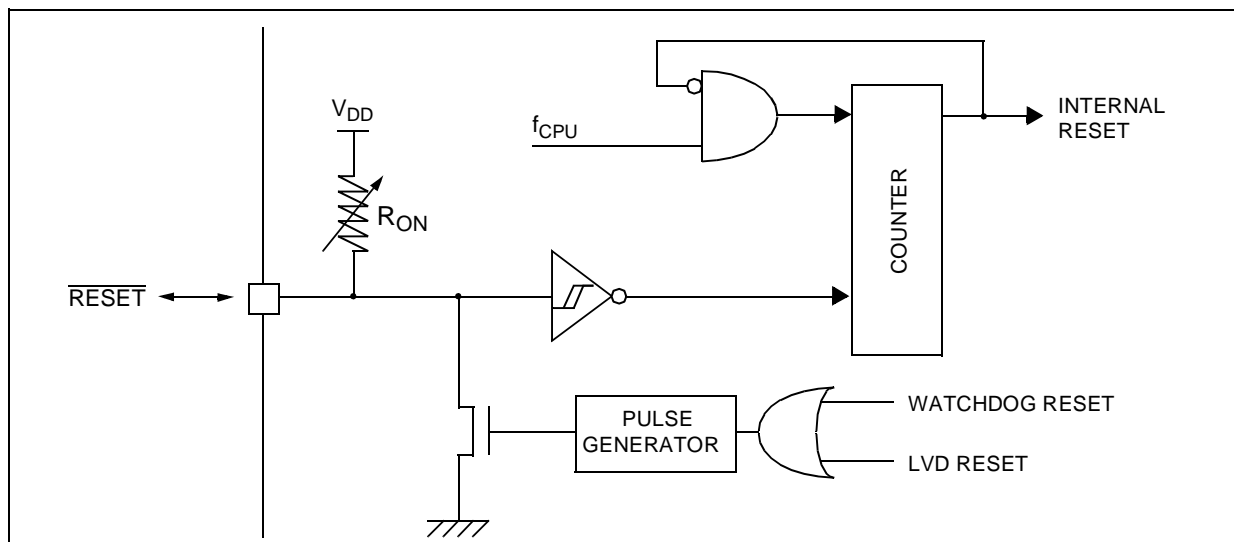 V_DD
f_CPU
INTERNAL
RESET
R_ON
COUNTER
RESET
PULSE
GENERATOR
WATCHDOG RESET
LVD RESET